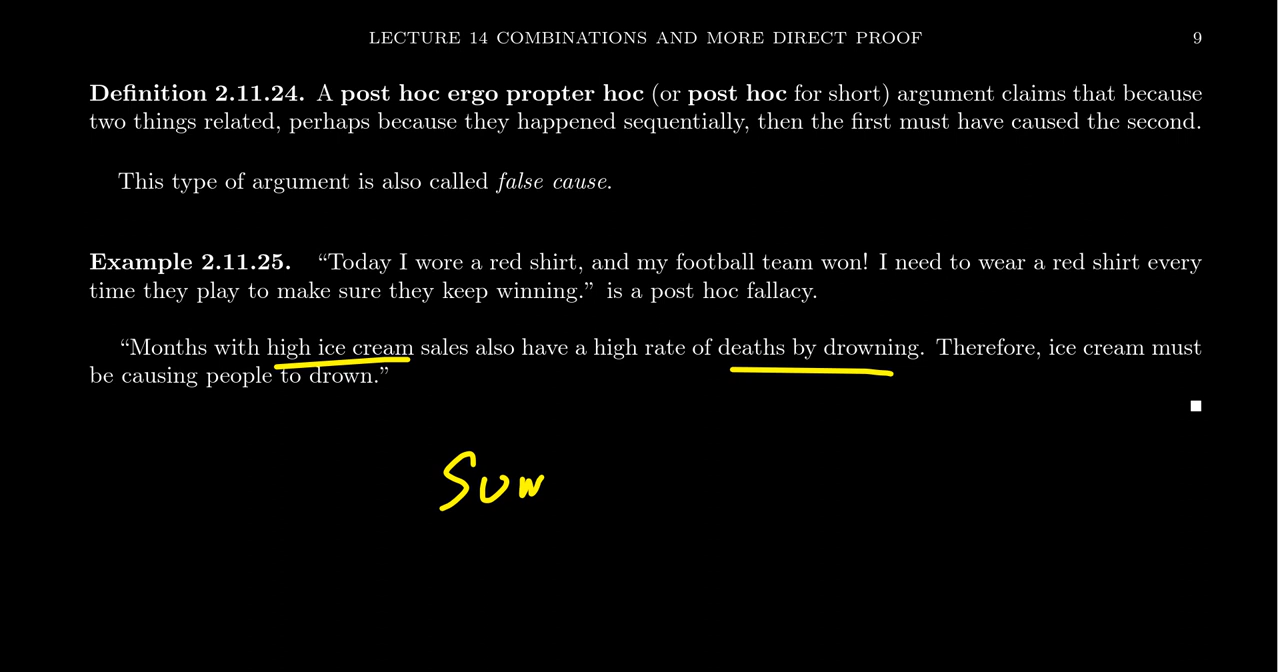 LECTURE 14 COMBINATIONS AND MORE DIRECT PROOF 9
Definition 2.11.24. A post hoc ergo propter hoc (or post hoc for short) argument claims that because
two things related, perhaps because they happened sequentially, then the first must have caused the second.
This type of argument is also called false cause.
Example 2.11.25. “Today I wore a red shirt, and my football team won! I need to wear a red shirt every
time they play to make sure they keep winning.” is a post hoc fallacy.
“Months with high ice cream sales also have a high rate of deaths by drowning. Therefore, ice cream must
be causing people to drown.”